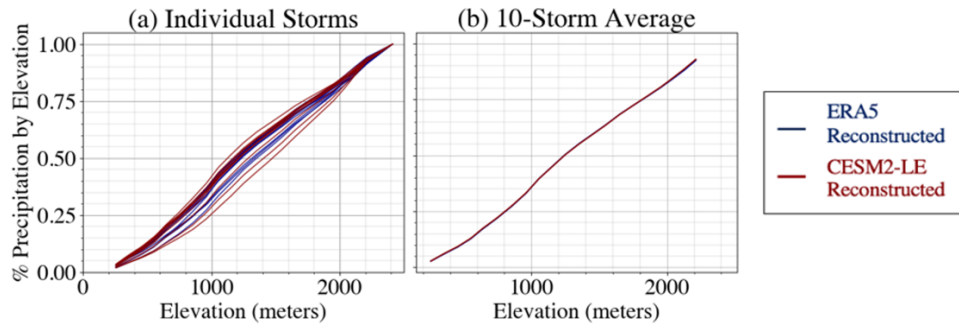 (a) Individual Storms
(b) 10-Storm Average
% Precipitation by Elevation
1.00
0.75
0.50
0.25
0.00
0
1000
2000
Elevation (meters)
1000
2000
Elevation (meters)
ERA5
Reconstructed
CESM2-LE
Reconstructed